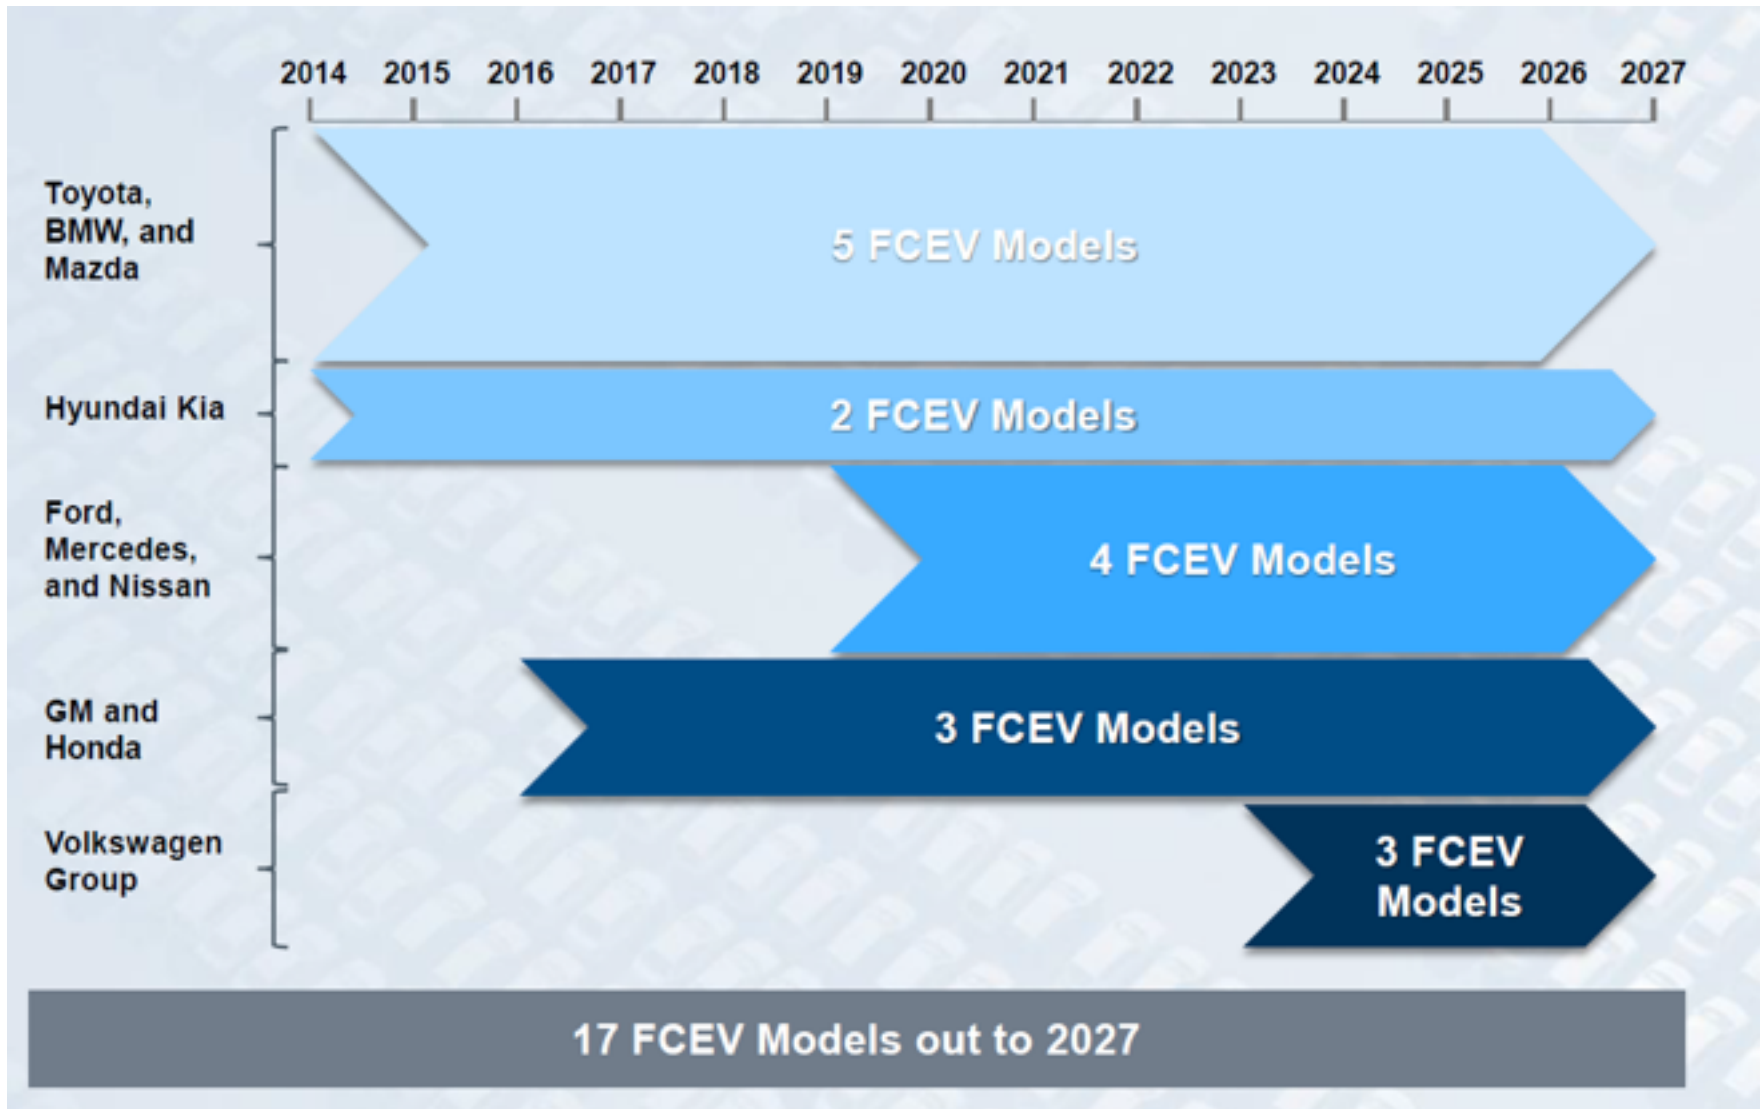 2014 2015 2016 2017 2018 2019 2020 2021 2022 2023 2024 2025 2026 2027
Toyota,
BMW, and
Mazda
5 FCEV Models
Hyundai Kia
2 FCEV Models
Ford,
Mercedes,
and Nissan
4 FCEV Models
GM and
Honda
3 FCEV Models
Volkswagen
Group
3 FCEV
Models
17 FCEV Models out to 2027